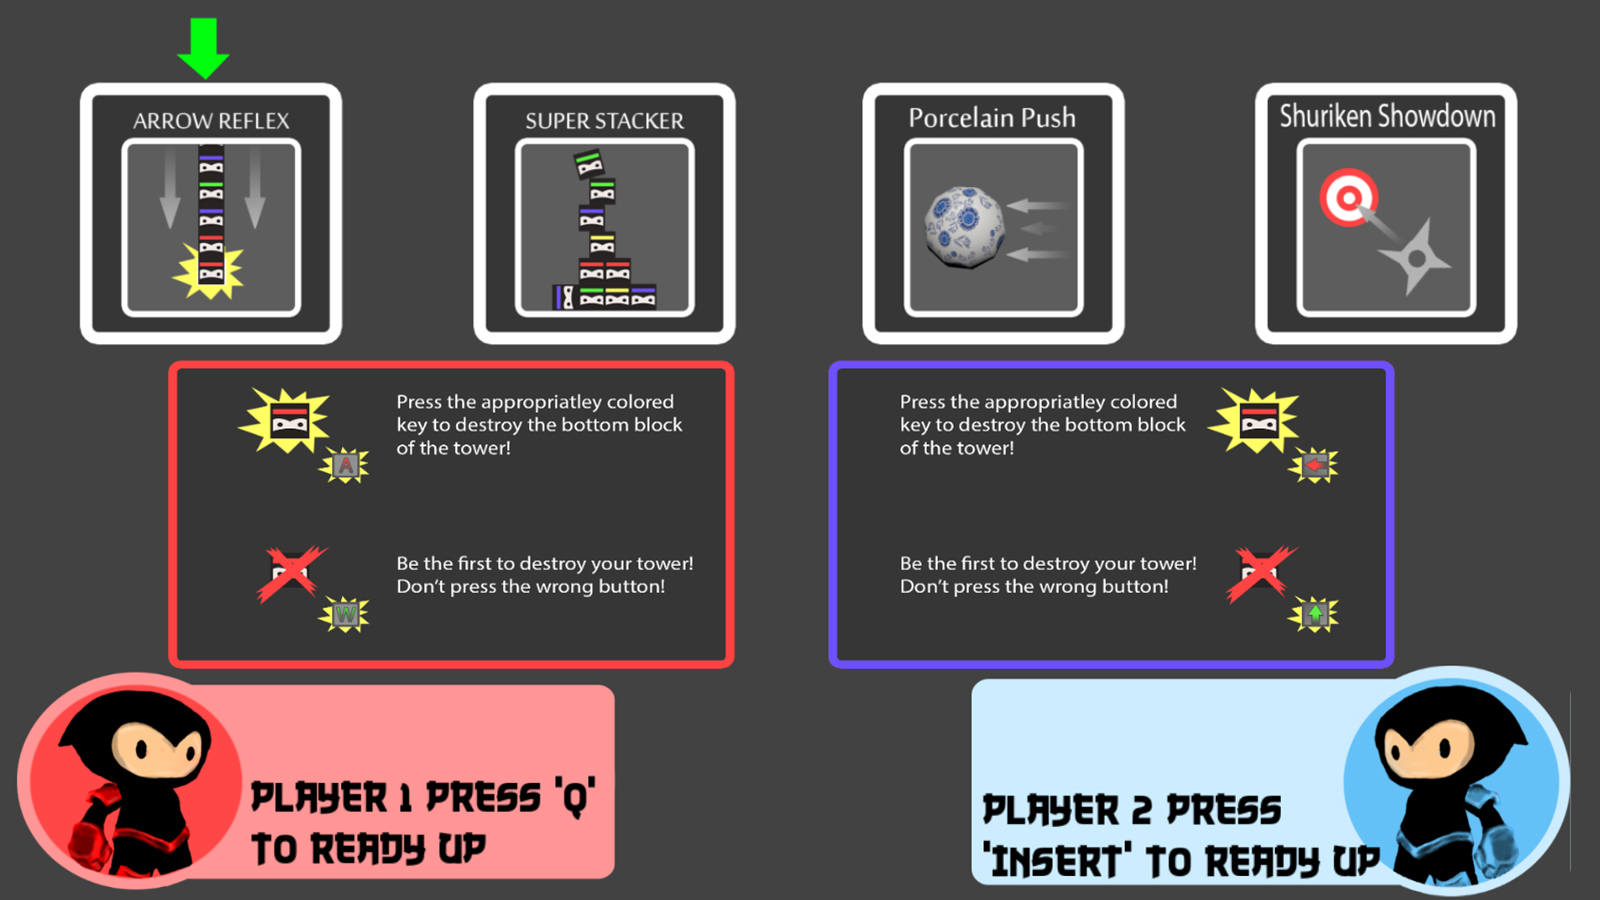 ARROW REFLEX
SUPER STACKER
Porcelain Push
Shuriken Showdown
Press the appropriatley colored
key to destroy the bottom block
of the tower!
A
Be the first to destroy your tower!
Don't press the wrong button!
W
Press the appropriatley colored
key to destroy the bottom block
of the tower!
Be the first to destroy your tower!
Don't press the wrong button!
PLAYER 1 PRESS 'Q'
TO READY UP
PLAYER 2 PRESS
'INSERT' TO READY UP